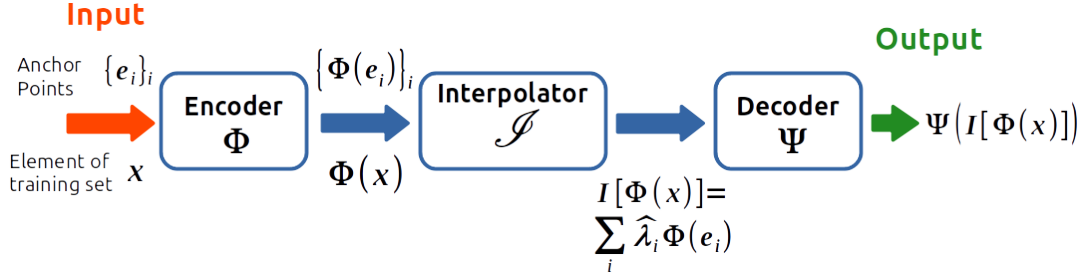 Input
Output
Anchor
Points
{e_i}_i
Encoder
Φ
{Φ(e_i)}_i
Interpolator
ℐ
Decoder
Ψ
Ψ(I[Φ(x)])
Element of
training set
x
Φ(x)
I[Φ(x)]=
∑_i λ̂_i Φ(e_i)